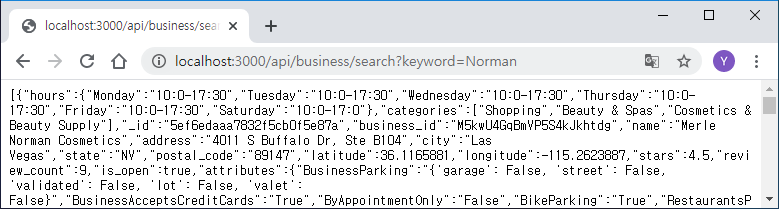 localhost:3000/api/business/sear
localhost:3000/api/business/search?keyword=Norman
Y
[{"hours":{"Monday":"10:0-17:30","Tuesday":"10:0-17:30","Wednesday":"10:0-17:30","Thursday":"10:0-
17:30","Friday":"10:0-17:30","Saturday":"10:0-17:0"},"categories":["Shopping","Beauty & Spas","Cosmetics &
Beauty Supply"],"_id":"5ef6edaaa7832f5cb0f5e87a","business_id":"M5kwU4GqBmVP5S4kJkhtdg","name":"Merle
Norman Cosmetics","address":"4011 S Buffalo Dr, Ste B104","city":"Las
Vegas","state":"NV","postal_code":"89147","latitude":36.1165881,"longitude":-115.2623887,"stars":4.5,"revi
ew_count":9,"is_open":true,"attributes":{"BusinessParking":"{'garage': False, 'street': False,
'validated': False, 'lot': False, 'valet':
False}","BusinessAcceptsCreditCards":"True","ByAppointmentOnly":"False","BikeParking":"True","RestaurantsP